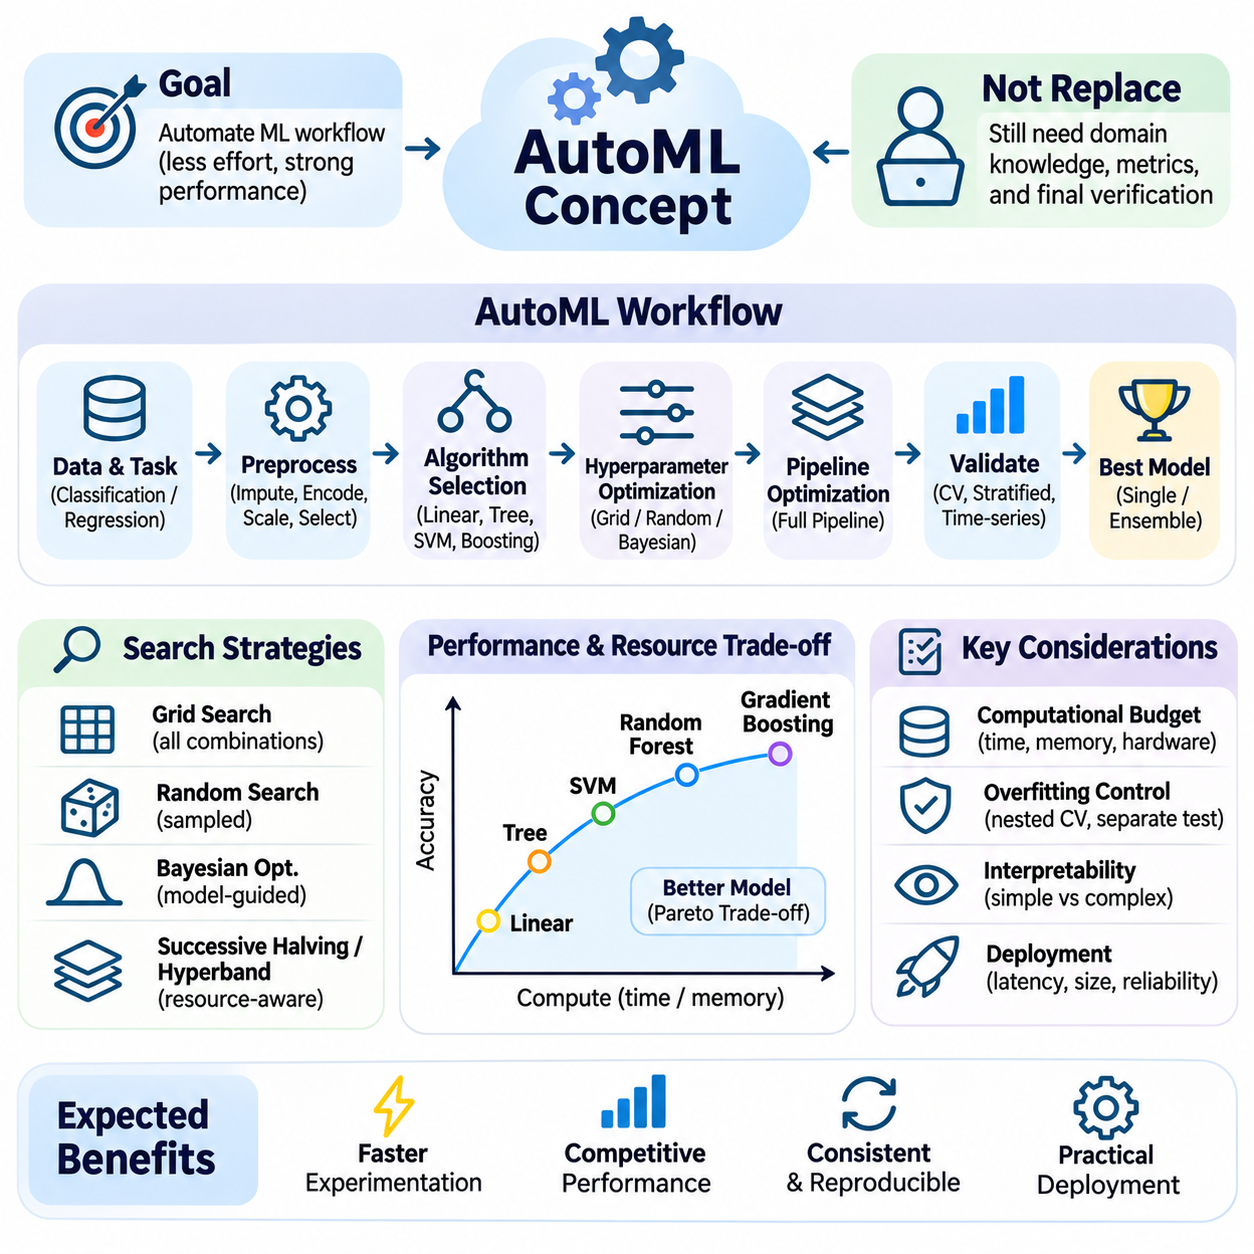 Goal
Automate ML workflow
(less effort, strong
performance)
AutoML
Concept
Not Replace
Still need domain
knowledge, metrics,
and final verification
AutoML Workflow
Data & Task
(Classification /
Regression)
Preprocess
(Impute, Encode,
Scale, Select)
Algorithm
Selection
(Linear, Tree,
SVM, Boosting)
Hyperparameter
Optimization
(Grid / Random /
Bayesian)
Pipeline
Optimization
(Full Pipeline)
Validate
(CV, Stratified,
Time-series)
Best Model
(Single /
Ensemble)
Search Strategies
Grid Search
(all combinations)
Random Search
(sampled)
Bayesian Opt.
(model-guided)
Successive Halving /
Hyperband
(resource-aware)
Performance & Resource Trade-off
Accuracy
Linear
Tree
SVM
Random
Forest
Gradient
Boosting
Better Model
(Pareto Trade-off)
Compute (time / memory)
Key Considerations
Computational Budget
(time, memory, hardware)
Overfitting Control
(nested CV, separate test)
Interpretability
(simple vs complex)
Deployment
(latency, size, reliability)
Expected
Benefits
Faster
Experimentation
Competitive
Performance
Consistent
& Reproducible
Practical
Deployment